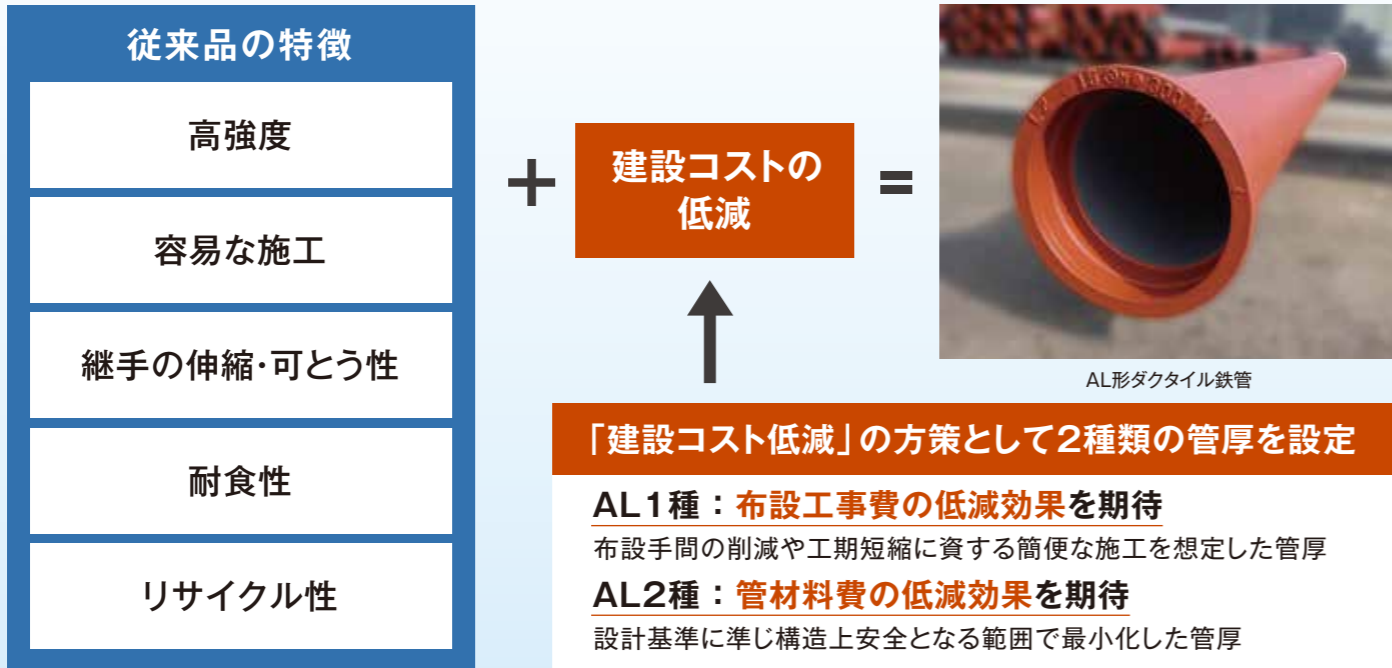 従来品の特徴
高強度
容易な施工
継手の伸縮・可とう性
耐食性
リサイクル性
+
建設コストの
低減
=
AL形ダクタイル鉄管
「建設コスト低減」の方策として2種類の管厚を設定
AL1種:布設工事費の低減効果を期待
布設手間の削減や工期短縮に資する簡便な施工を想定した管厚
AL2種:管材料費の低減効果を期待
設計基準に準じ構造上安全となる範囲で最小化した管厚